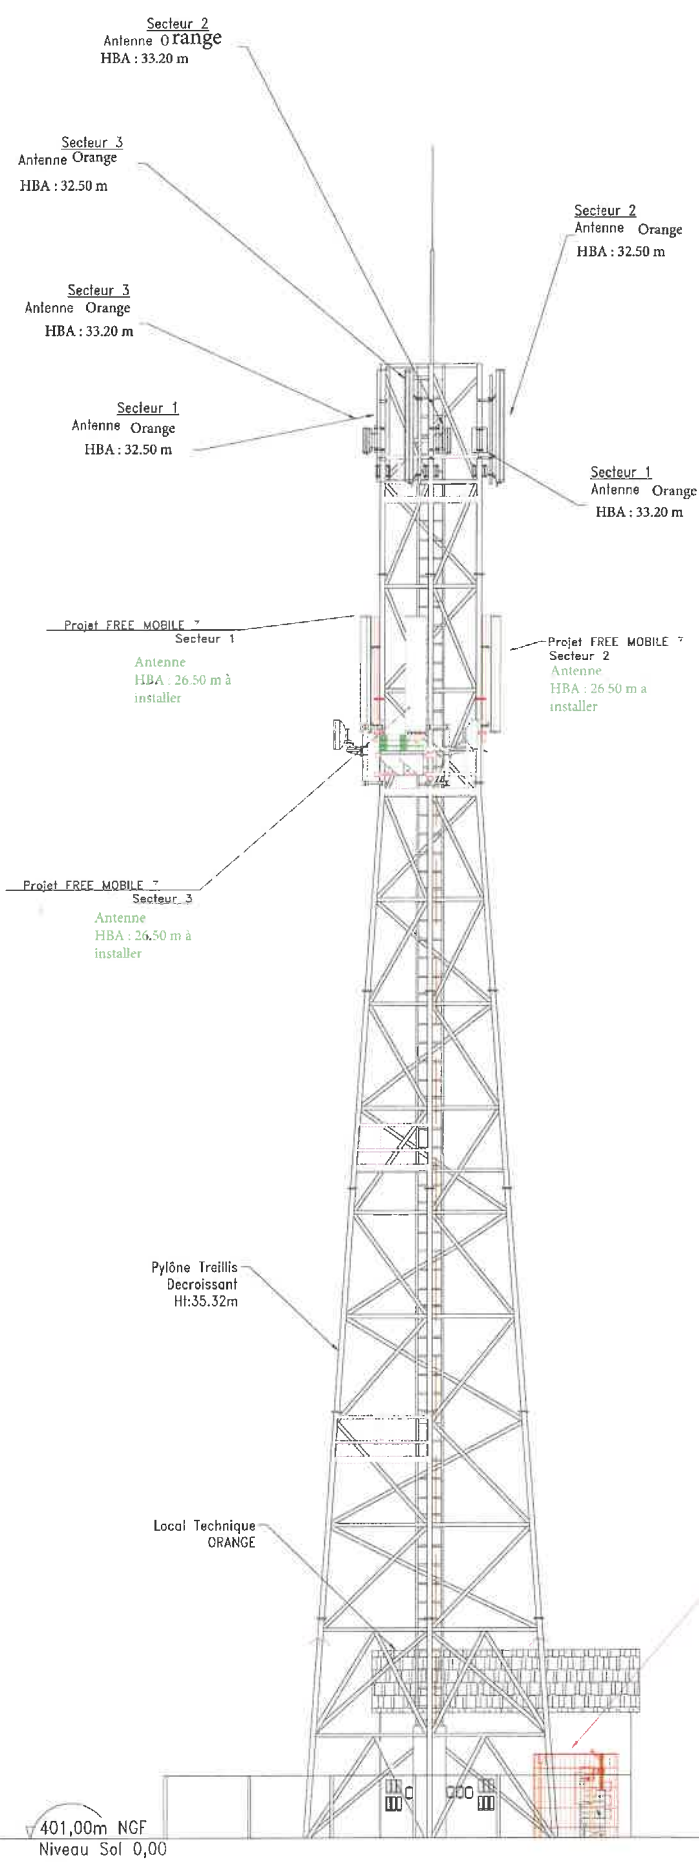 Secteur 2
Antenne Orange
HBA : 33.20 m
Secteur 3
Antenne Orange
HBA : 32.50 m
Secteur 2
Antenne Orange
HBA : 32.50 m
Secteur 3
Antenne Orange
HBA : 33.20 m
Secteur 1
Antenne Orange
HBA : 32.50 m
Secteur 1
Antenne Orange
HBA : 33.20 m
Projet FREE MOBILE
Secteur 1
Antenne
HBA : 26.50 m à
installer
Projet FREE MOBILE
Secteur 2
Antenne
HBA : 26.50 m a
installer
Projet FREE MOBILE
Secteur 3
Antenne
HBA : 26.50 m à
installer
Pylône Treillis
Decroissant
Ht:35.32m
Local Technique
ORANGE
401,00m NGF
Niveau Sol 0,00